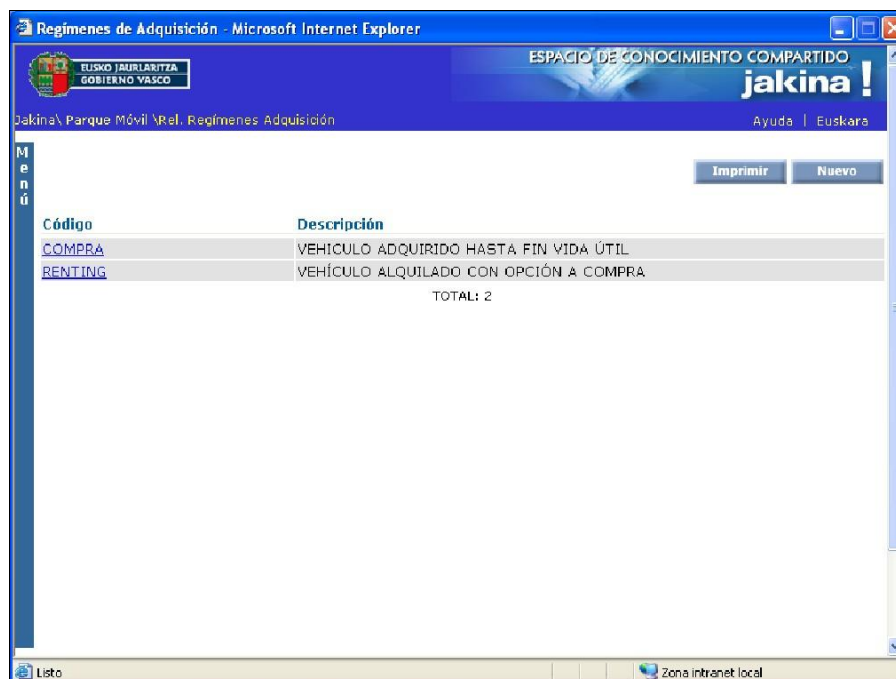 Regímenes de Adquisición - Microsoft Internet Explorer
EUSKO JAURLARITZA
GOBIERNO VASCO
ESPACIO DE CONOCIMIENTO COMPARTIDO
jakina !
Jakina\ Parque Móvil \Rel. Regímenes Adquisición
Ayuda | Euskara
Menú
Imprimir Nuevo
Código Descripción
COMPRA VEHICULO ADQUIRIDO HASTA FIN VIDA ÚTIL
RENTING VEHÍCULO ALQUILADO CON OPCIÓN A COMPRA
TOTAL: 2
Listo Zona intranet local